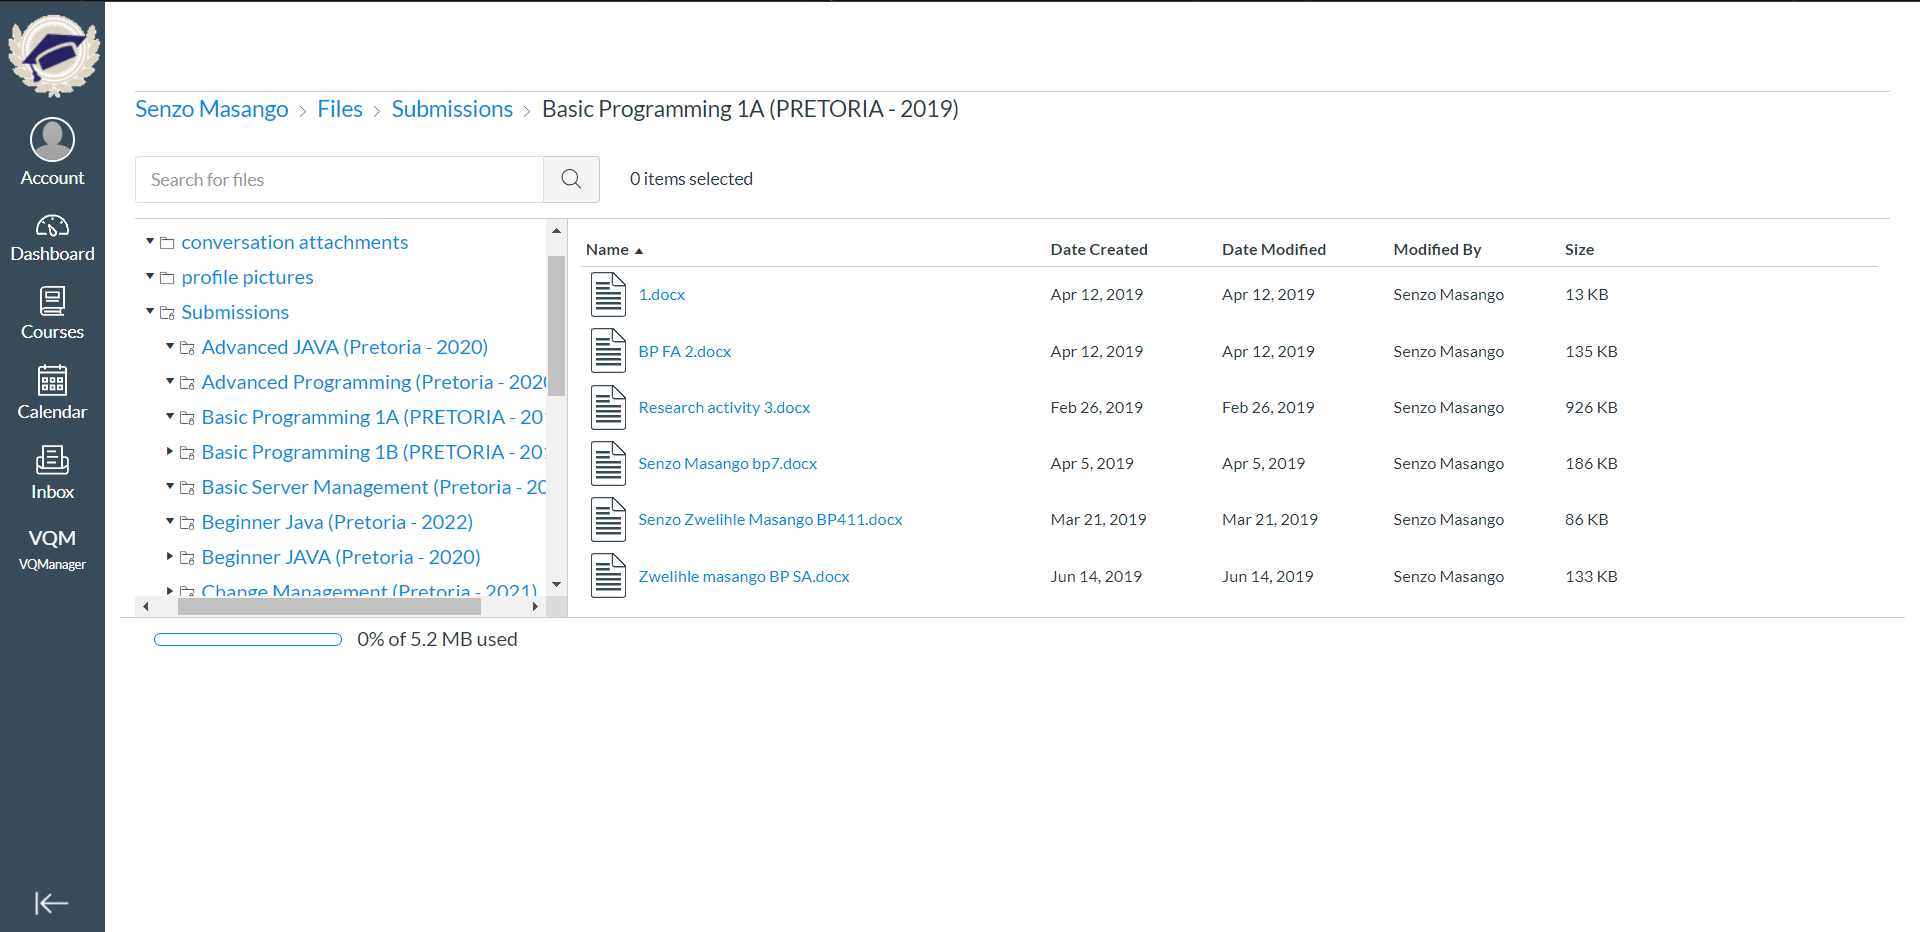 Account
Dashboard
Courses
Calendar
Inbox
VQM
VQManager
Senzo Masango > Files > Submissions > Basic Programming 1A (PRETORIA - 2019)
Search for files
0 items selected
conversation attachments
profile pictures
Submissions
Advanced JAVA (Pretoria - 2020)
Advanced Programming (Pretoria - 202
Basic Programming 1A (PRETORIA - 20
Basic Programming 1B (PRETORIA - 20
Basic Server Management (Pretoria - 20
Beginner Java (Pretoria - 2022)
Beginner JAVA (Pretoria - 2020)
Change Management (Pretoria - 2021)
Name Date Created Date Modified Modified By Size
1.docx Apr 12, 2019 Apr 12, 2019 Senzo Masango 13 KB
BP FA 2.docx Apr 12, 2019 Apr 12, 2019 Senzo Masango 135 KB
Research activity 3.docx Feb 26, 2019 Feb 26, 2019 Senzo Masango 926 KB
Senzo Masango bp7.docx Apr 5, 2019 Apr 5, 2019 Senzo Masango 186 KB
Senzo Zwelihle Masango BP411.docx Mar 21, 2019 Mar 21, 2019 Senzo Masango 86 KB
Zwelihle masango BP SA.docx Jun 14, 2019 Jun 14, 2019 Senzo Masango 133 KB
0% of 5.2 MB used